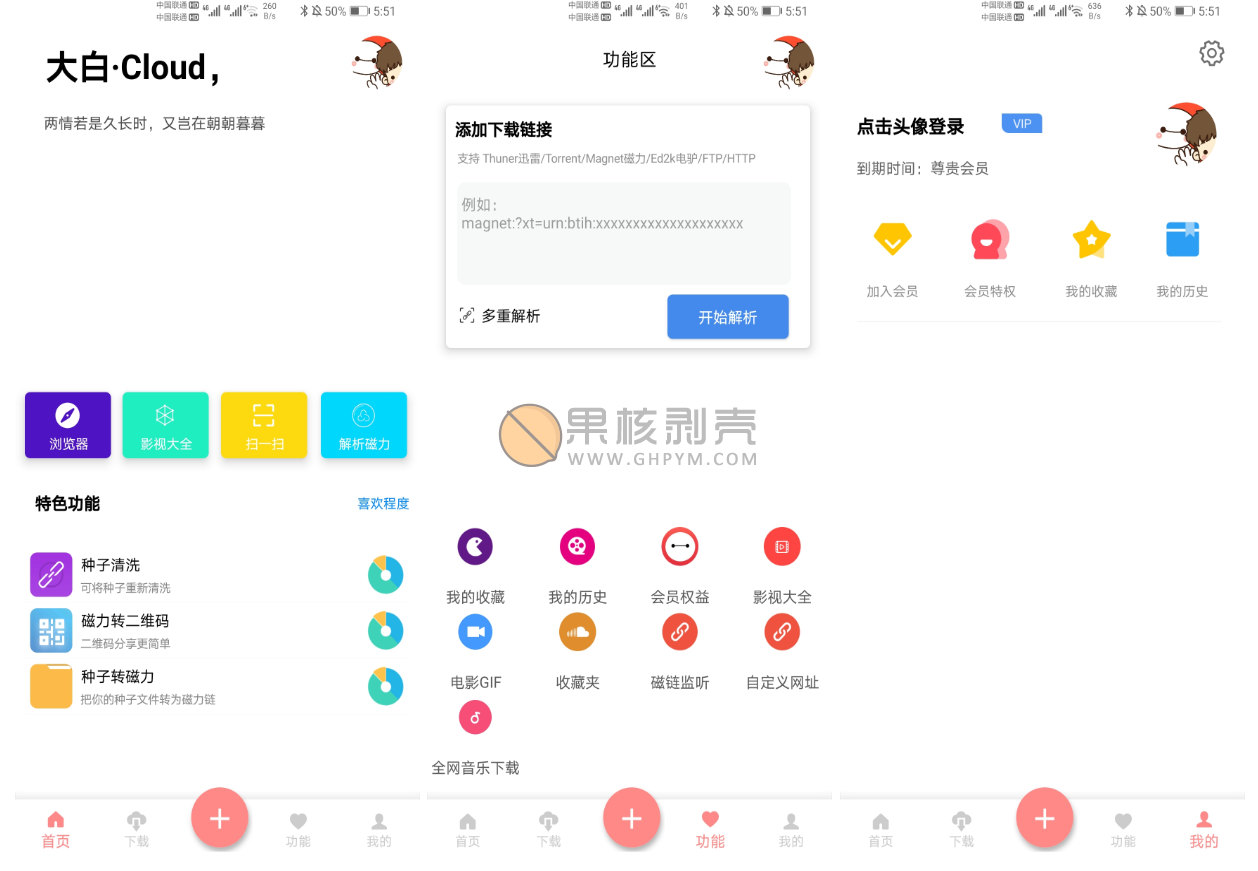 中国联通 HD 4G 4G 6 260 B/s 50% 5:51
中国联通 HD
大白·Cloud，
两情若是久长时，又岂在朝朝暮暮
浏览器
影视大全
扫一扫
解析磁力
特色功能
喜欢程度
种子清洗
可将种子重新清洗
磁力转二维码
二维码分享更简单
种子转磁力
把你的种子文件转为磁力链
首页
下载
功能
我的
中国联通 HD 4G 4G 6 401 B/s 50% 5:51
中国联通 HD
功能区
添加下载链接
支持 Thuner迅雷/Torrent/Magnet磁力/Ed2k电驴/FTP/HTTP
例如：
magnet:?xt=urn:btih:xxxxxxxxxxxxxxxxxxxx
多重解析
开始解析
果核剥壳
WWW.GHPYM.COM
我的收藏
我的历史
会员权益
影视大全
电影GIF
收藏夹
磁链监听
自定义网址
全网音乐下载
首页
下载
功能
我的
中国联通 HD 4G 4G 6 636 B/s 50% 5:51
中国联通 HD
点击头像登录
VIP
到期时间：尊贵会员
加入会员
会员特权
我的收藏
我的历史
首页
下载
功能
我的